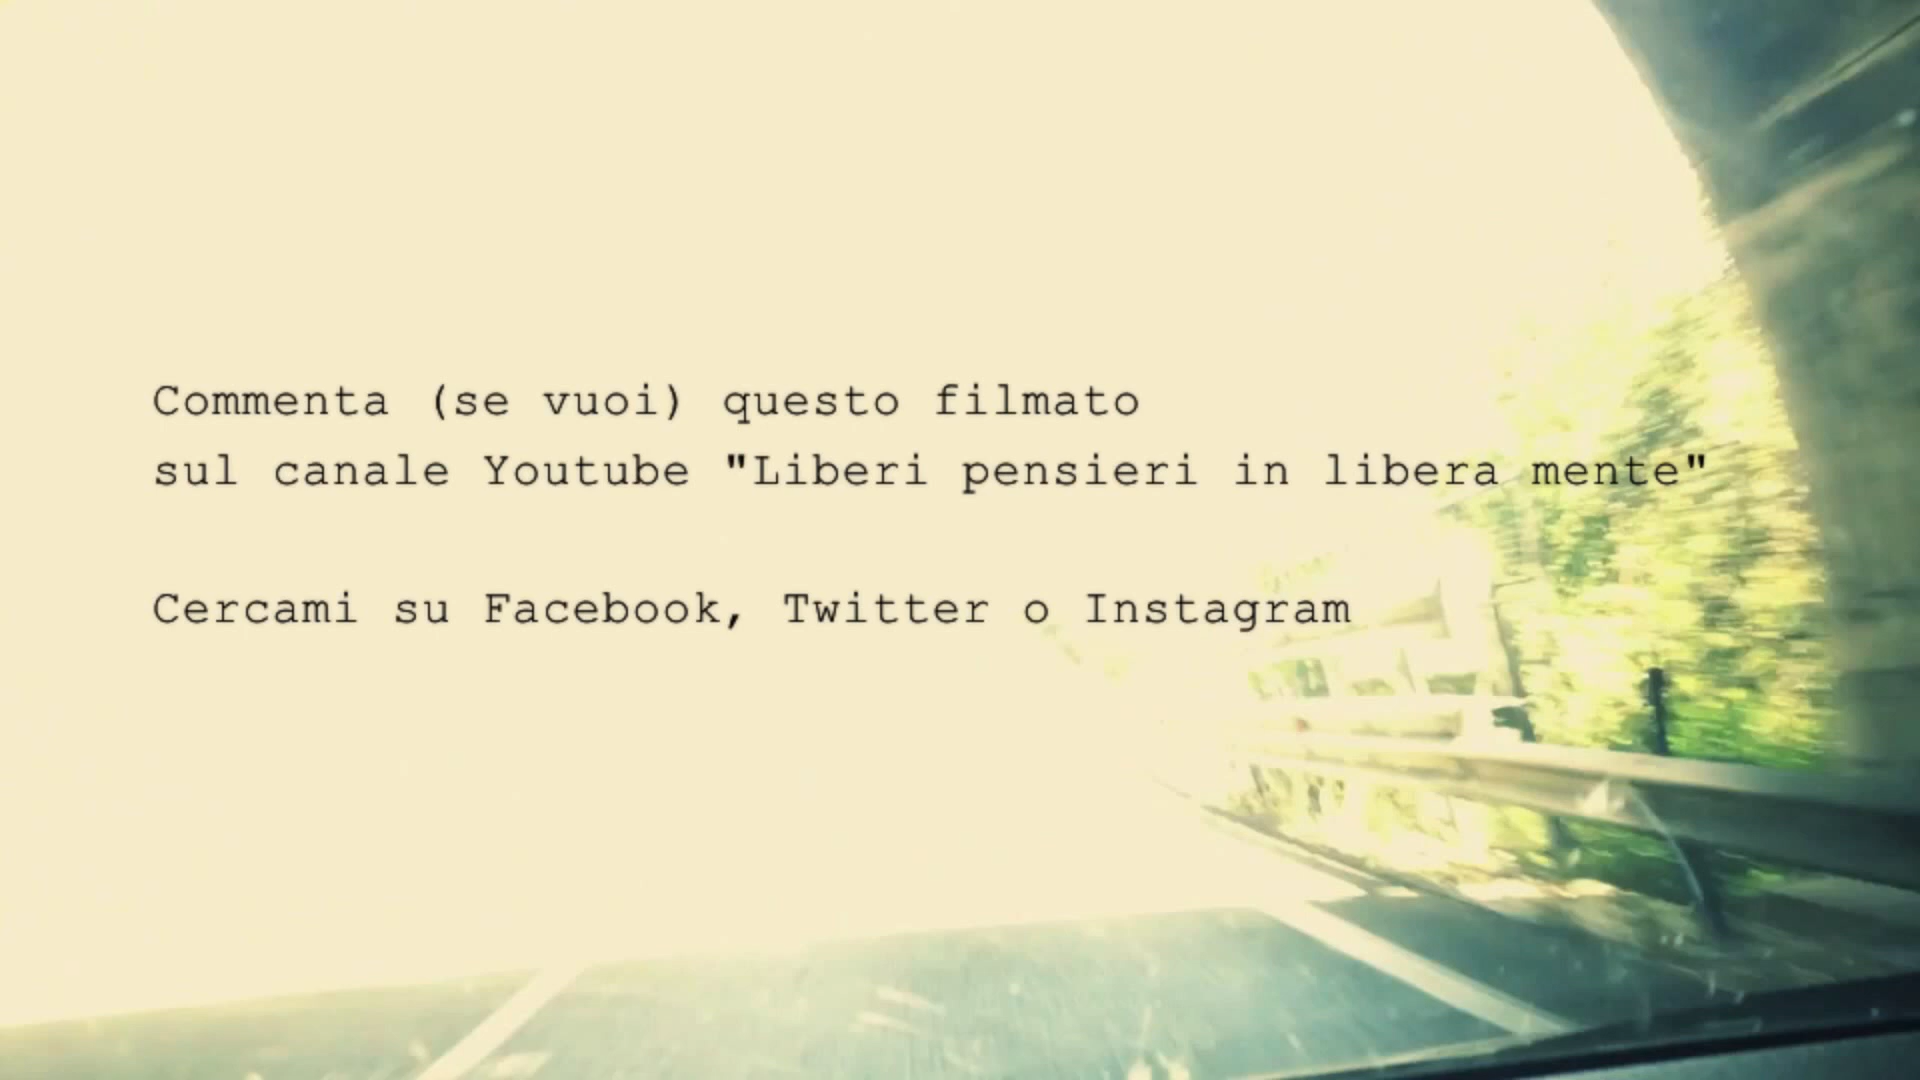 Commenta (se vuoi) questo filmato
sul canale Youtube "Liberi pensieri in libera mente"
Cercami su Facebook, Twitter o Instagram